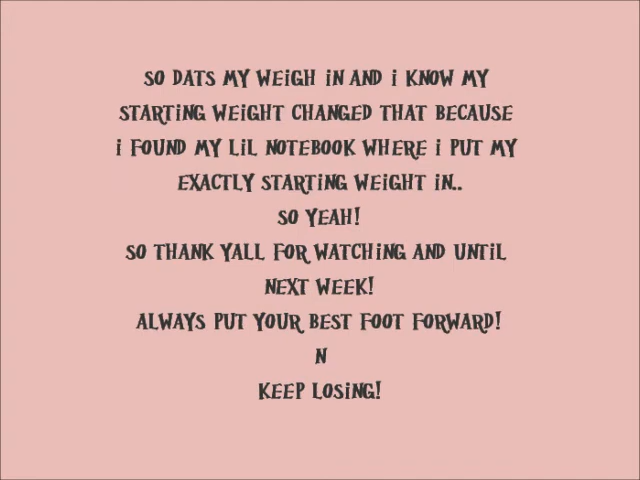 SO DATS MY WEIGH IN AND I KNOW MY
STARTING WEIGHT CHANGED THAT BECAUSE
I FOUND MY LIL NOTEBOOK WHERE I PUT MY
EXACTLY STARTING WEIGHT IN..
SO YEAH!
SO THANK YALL FOR WATCHING AND UNTIL
NEXT WEEK!
ALWAYS PUT YOUR BEST FOOT FORWARD!
N
KEEP LOSING!